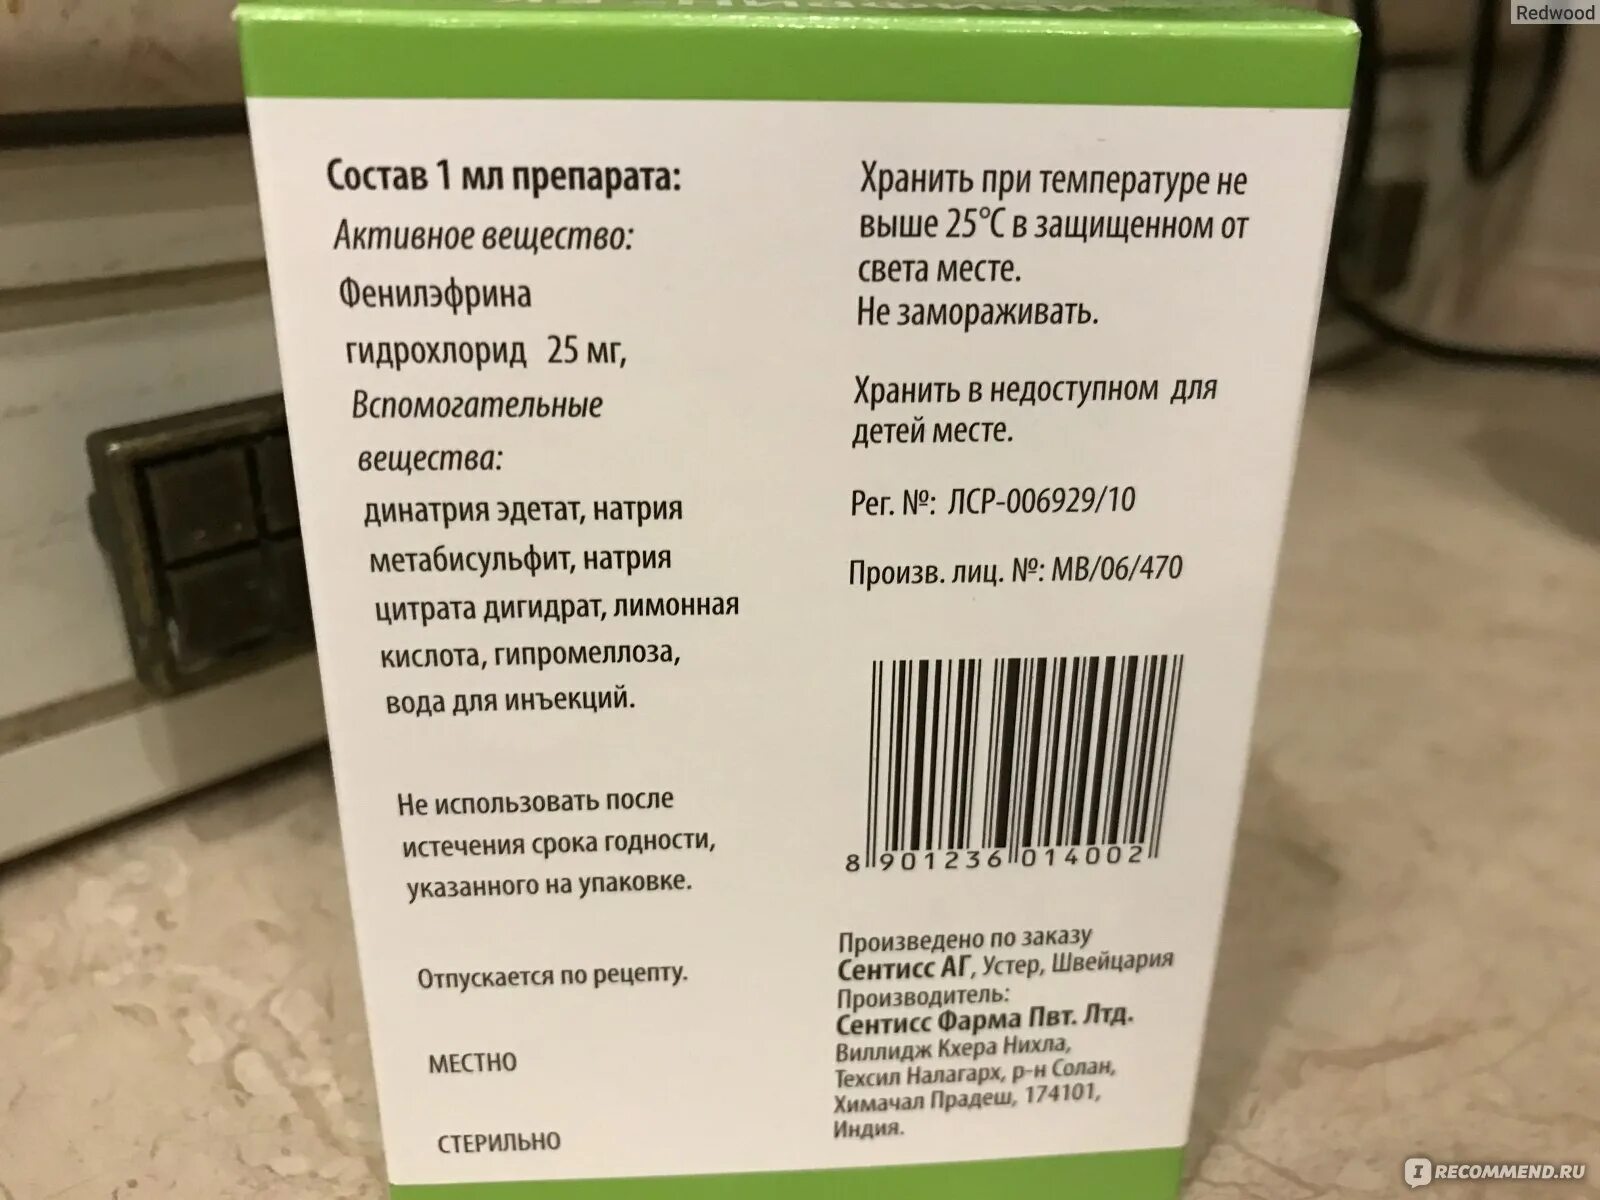 Redwood
Состав 1 мл препарата:
Активное вещество:
Фенилэфрина
гидрохлорид 25 мг,
Вспомогательные
вещества:
динатрия эдетат, натрия
метабисульфит, натрия
цитрата дигидрат, лимонная
кислота, гипромеллоза,
вода для инъекций.
Не использовать после
истечения срока годности,
указанного на упаковке.
Отпускается по рецепту.
МЕСТНО
СТЕРИЛЬНО
Хранить при температуре не
выше 25°С в защищенном от
света месте.
Не замораживать.
Хранить в недоступном для
детей месте.
Рег. №: ЛСР-006929/10
Произв. лиц. №: MB/06/470
8 901236 014002
Произведено по заказу
Сентисс АГ, Устер, Швейцария
Производитель:
Сентисс Фарма Пвт. Лтд.
Виллидж Кхера Нихла,
Техсил Налагарх, р-н Солан,
Химачал Прадеш, 174101,
Индия.
IRECOMMEND.RU